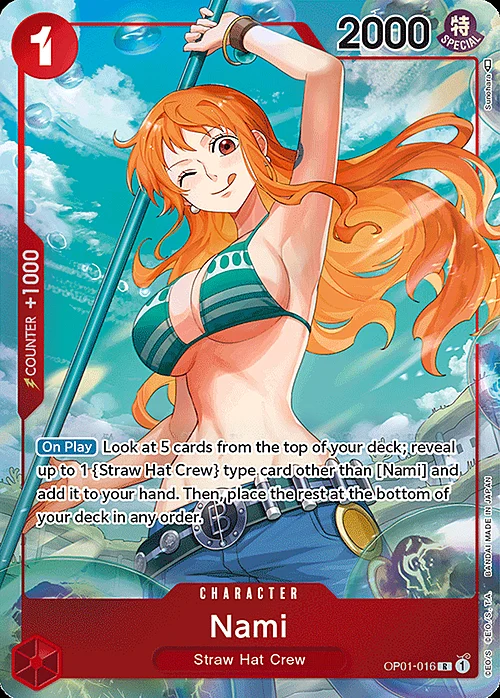 1
2000
特
SPECIAL
Sunohara
COUNTER +1000
On Play Look at 5 cards from the top of your deck; reveal
up to 1 {Straw Hat Crew} type card other than [Nami] and
add it to your hand. Then, place the rest at the bottom of
your deck in any order.
©E.O/S. ©E.O./S.,T.A. BANDAI MADE IN JAPAN
CHARACTER
Nami
Straw Hat Crew
OP01-016 R 1